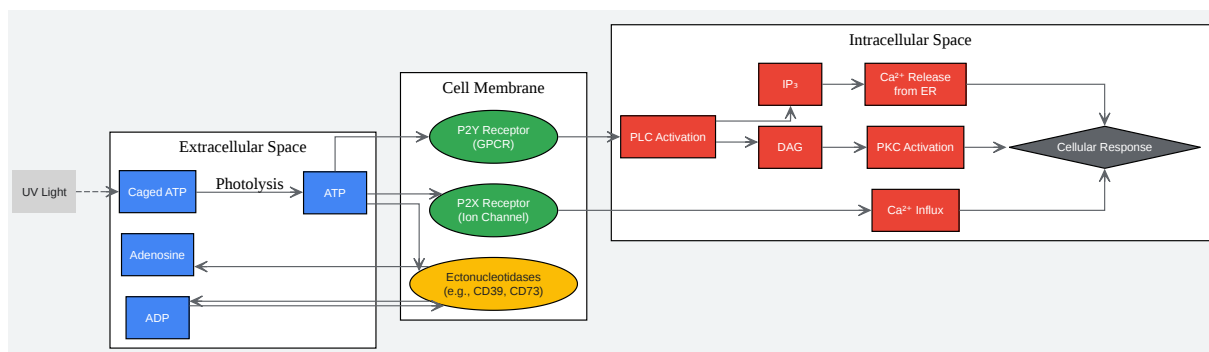 Intracellular Space
IP₃
Ca²⁺ Release
from ER
Cell Membrane
P2Y Receptor
(GPCR)
PLC Activation
DAG
PKC Activation
Cellular Response
Extracellular Space
UV Light
Caged ATP
Photolysis
ATP
P2X Receptor
(Ion Channel)
Ca²⁺ Influx
Adenosine
Ectonucleotidases
(e.g., CD39, CD73)
ADP